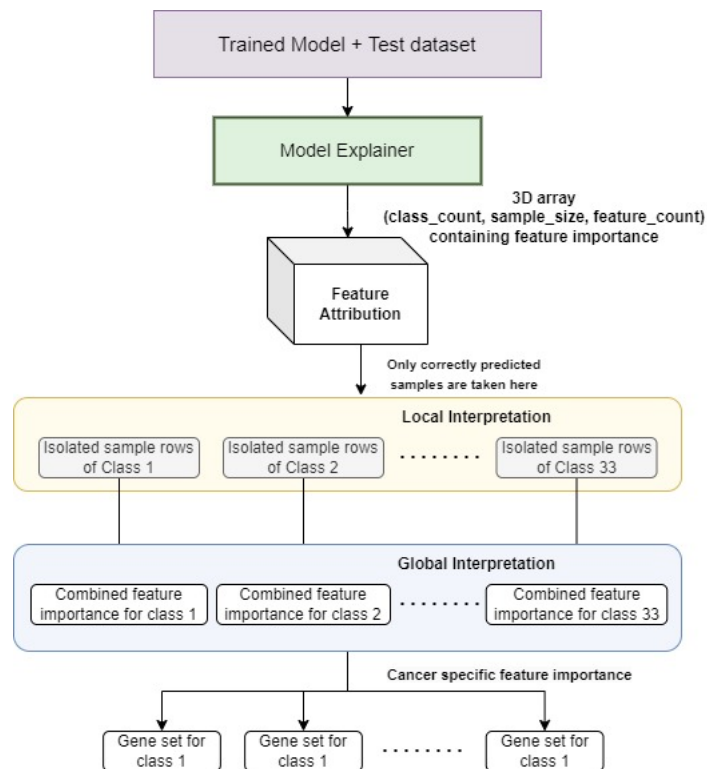 Trained Model + Test dataset
Model Explainer
3D array
(class_count, sample_size, feature_count)
containing feature importance
Feature
Attribution
Only correctly predicted
samples are taken here
Local Interpretation
Isolated sample rows
of Class 1
Isolated sample rows
of Class 2
. . . . . . . .
Isolated sample rows
of Class 33
Global Interpretation
Combined feature
importance for class 1
Combined feature
importance for class 2
. . . . . . . .
Combined feature
importance for class 33
Cancer specific feature importance
Gene set for
class 1
Gene set for
class 1
. . . . . . . .
Gene set for
class 1